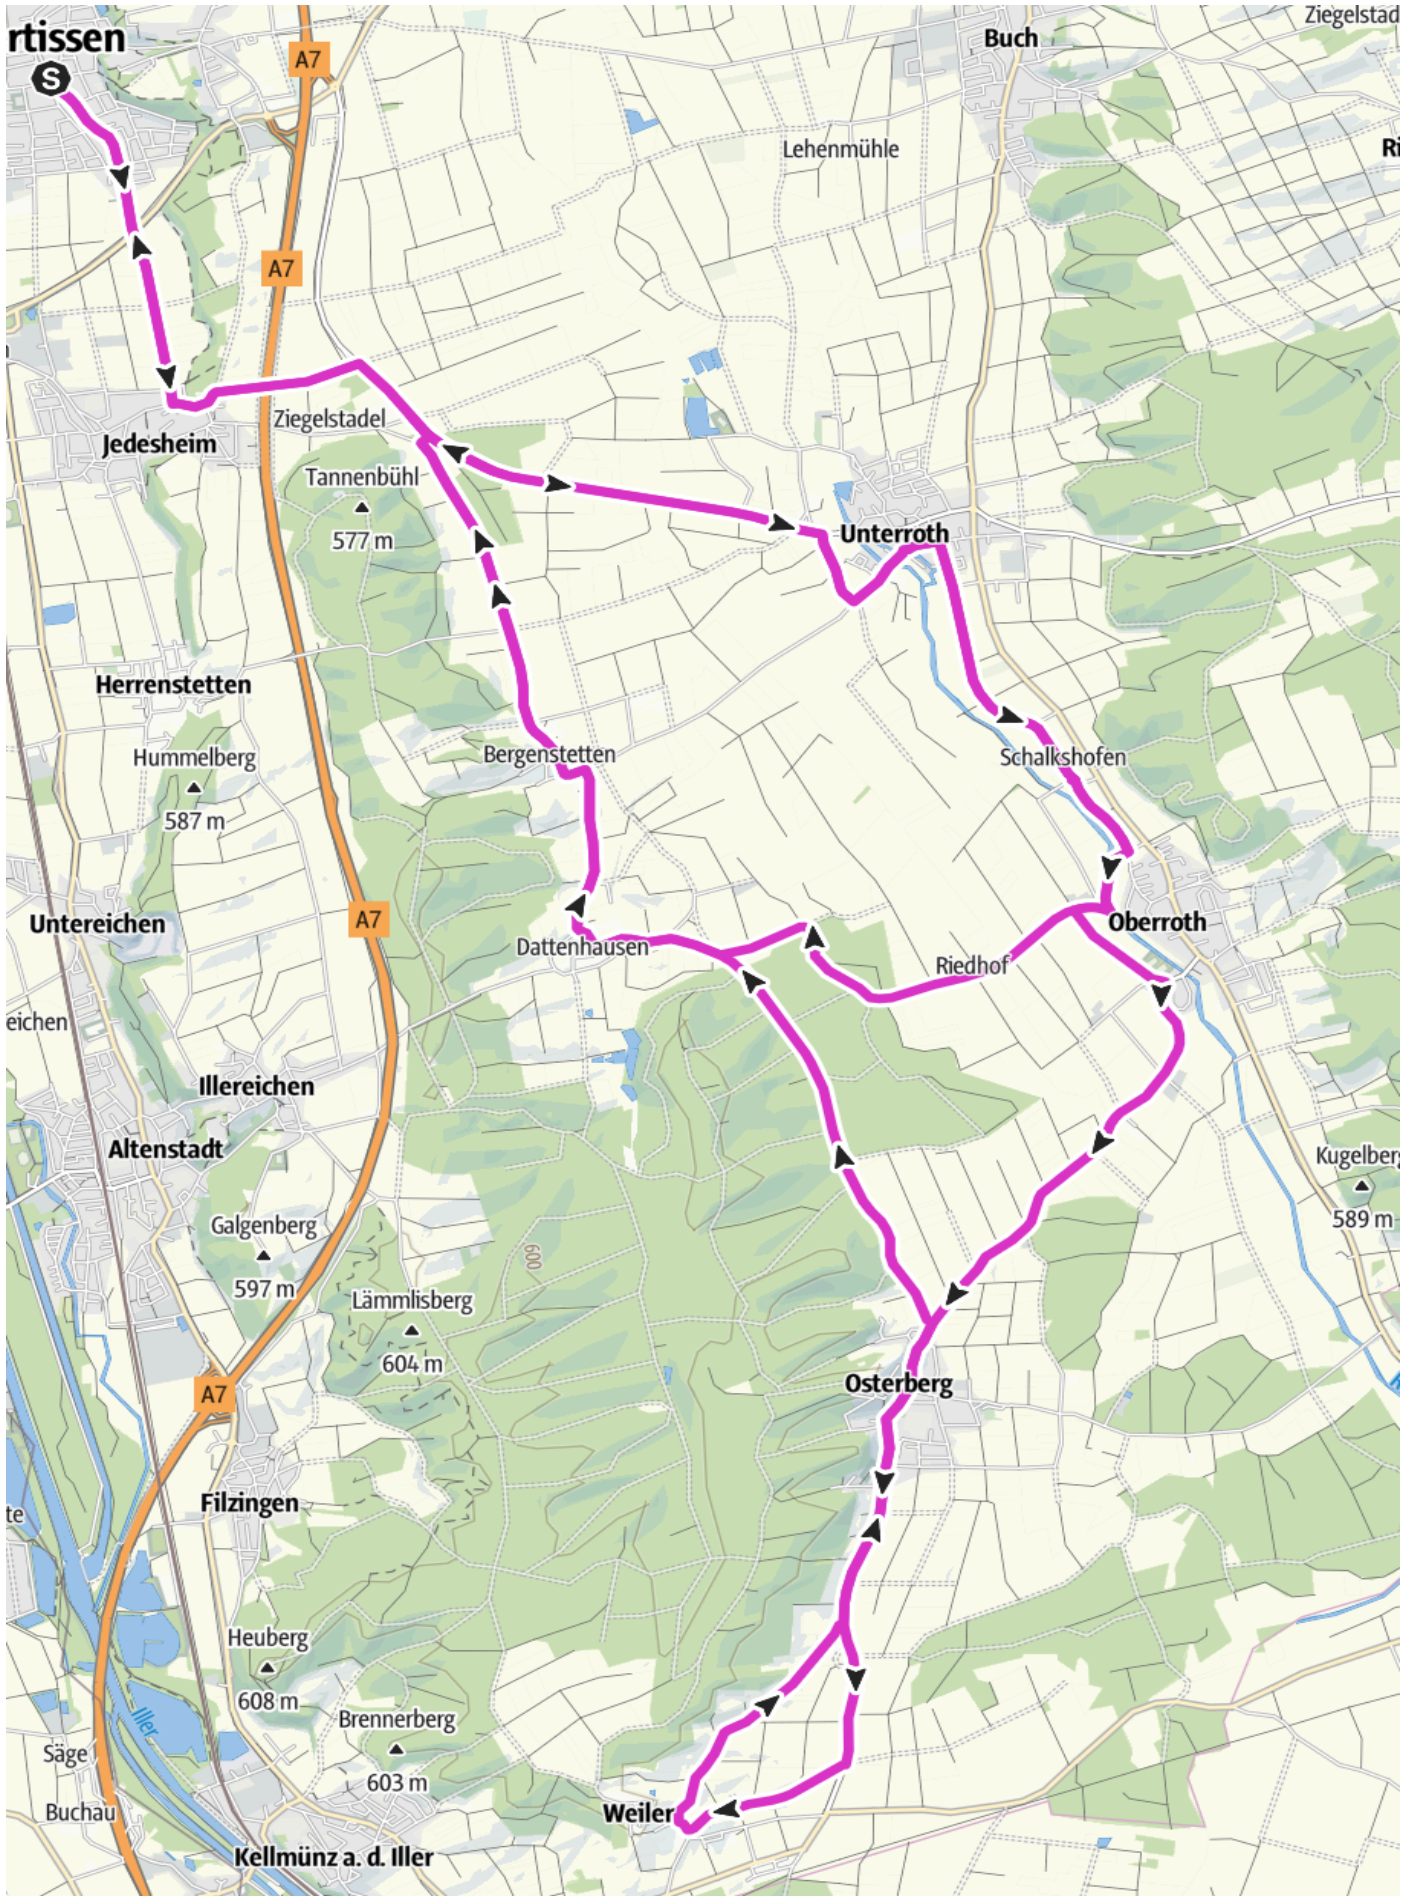 Ziegelstad
rtissen
Buch
A7
S
Lehenmühle
Ri
A7
Ziegelstadel
Jedesheim
Tannenbühl
577 m
Unterroth
Herrenstetten
Hummelberg
587 m
Bergenstetten
Schalkshofen
Untereichen
A7
Oberroth
Dattenhausen
Riedhof
eichen
Illereichen
Altenstadt
Kugelberg
589 m
Galgenberg
597 m
600
Lämmlisberg
604 m
A7
Osterberg
Filzingen
te
Heuberg
608 m
Iller
Brennerberg
603 m
Säge
Buchau
Weiler
Kellmünz a. d. Iller